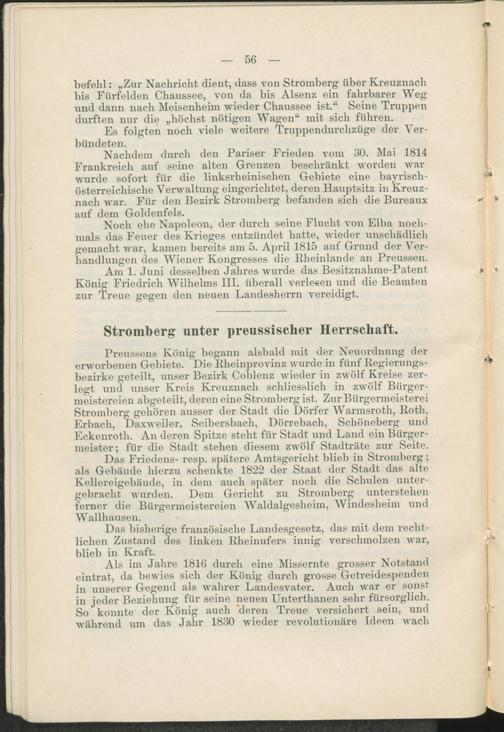 — 56 —
befehl: „Zur Nachricht dient, dass von Stromberg über Kreuznach
bis Fürfelden Chaussee, von da bis Alsenz ein fahrbarer Weg
und dann nach Meisenheim wieder Chaussee ist.“ Seine Truppen
durften nur die „höchst nötigen Wagen“ mit sich führen.
Es folgten noch viele weitere Truppendurchzüge der Ver-
bündeten.
Nachdem durch den Pariser Frieden vom 30. Mai 1814
Frankreich auf seine alten Grenzen beschränkt worden war
wurde sofort für die linksrheinischen Gebiete eine bayrisch-
österreichische Verwaltung eingerichtet, deren Hauptsitz in Kreuz-
nach war. Für den Bezirk Stromberg befanden sich die Bureaux
auf dem Goldenfels.
Noch ehe Napoleon, der durch seine Flucht von Elba noch-
mals das Feuer des Krieges entzündet hatte, wieder unschädlich
gemacht war, kamen bereits am 5. April 1815 auf Grund der Ver-
handlungen des Wiener Kongresses die Rheinlande an Preussen.
Am 1. Juni desselben Jahres wurde das Besitznahme-Patent
König Friedrich Wilhelms III. überall verlesen und die Beamten
zur Treue gegen den neuen Landesherrn vereidigt.
Stromberg unter preussischer Herrschaft.
Preussens König begann alsbald mit der Neuordnung der
erworbenen Gebiete. Die Rheinprovinz wurde in fünf Regierungs-
bezirke geteilt, unser Bezirk Coblenz wieder in zwölf Kreise zer-
legt und unser Kreis Kreuznach schliesslich in zwölf Bürger-
meistereien abgeteilt, deren eine Stromberg ist. Zur Bürgermeisterei
Stromberg gehören ausser der Stadt die Dörfer Warmsroth, Roth,
Erbach, Daxweiler, Seibersbach, Dörrebach, Schöneberg und
Eckenroth. An deren Spitze steht für Stadt und Land ein Bürger-
meister; für die Stadt stehen diesem zwölf Stadträte zur Seite.
Das Friedens- resp. spätere Amtsgericht blieb in Stromberg;
als Gebäude hierzu schenkte 1822 der Staat der Stadt das alte
Kellereigebäude, in dem auch später noch die Schulen unter-
gebracht wurden. Dem Gericht zu Stromberg unterstehen
ferner die Bürgermeistereien Waldalgesheim, Windesheim und
Wallhausen.
Das bisherige französische Landesgesetz, das mit dem recht-
lichen Zustand des linken Rheinufers innig verschmolzen war,
blieb in Kraft.
Als im Jahre 1816 durch eine Missernte grosser Notstand
eintrat, da bewies sich der König durch grosse Getreidespenden
in unserer Gegend als wahrer Landesvater. Auch war er sonst
in jeder Beziehung für seine neuen Unterthanen sehr fürsorglich.
So konnte der König auch deren Treue versichert sein, und
während um das Jahr 1830 wieder revolutionäre Ideen wach